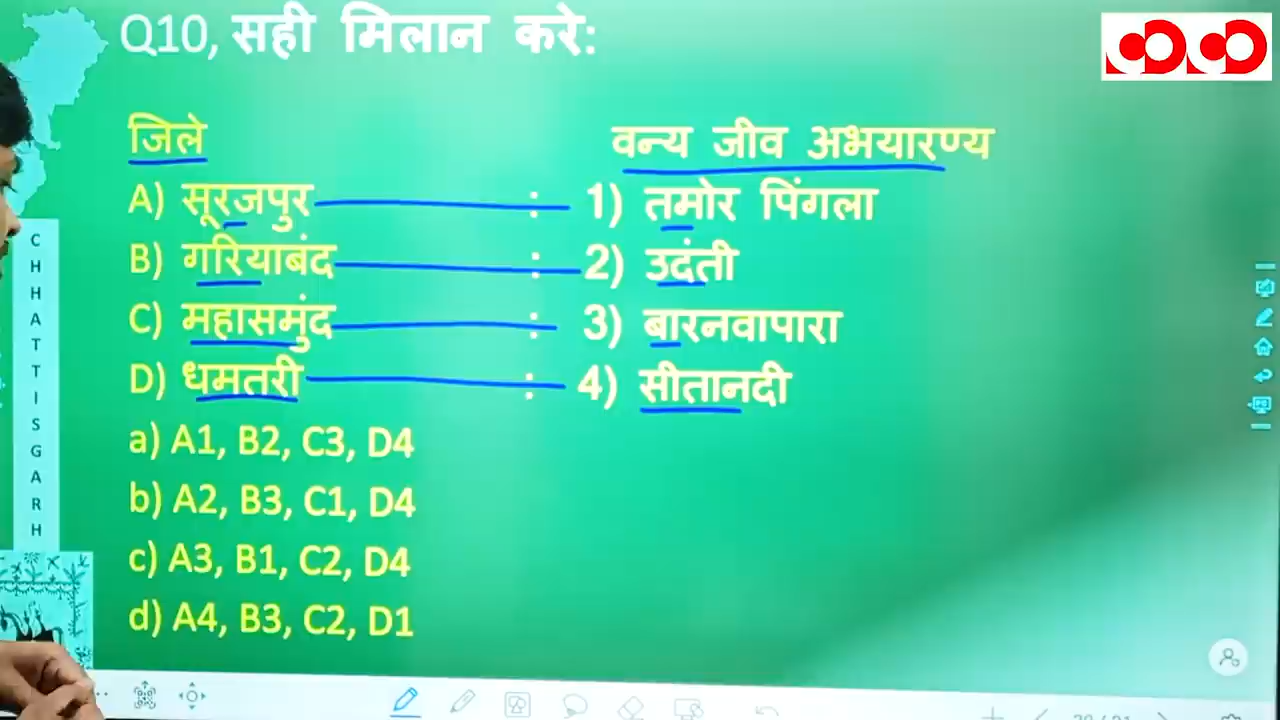 Q10, सही मिलान करे:
जिले वन्य जीव अभयारण्य
A) सूरजपुर : 1) तमोर पिंगला
B) गरियाबंद : 2) उदंती
C) महासमुंद : 3) बारनवापारा
D) धमतरी : 4) सीतानदी
a) A1, B2, C3, D4
b) A2, B3, C1, D4
c) A3, B1, C2, D4
d) A4, B3, C2, D1
CHHATTISGARH